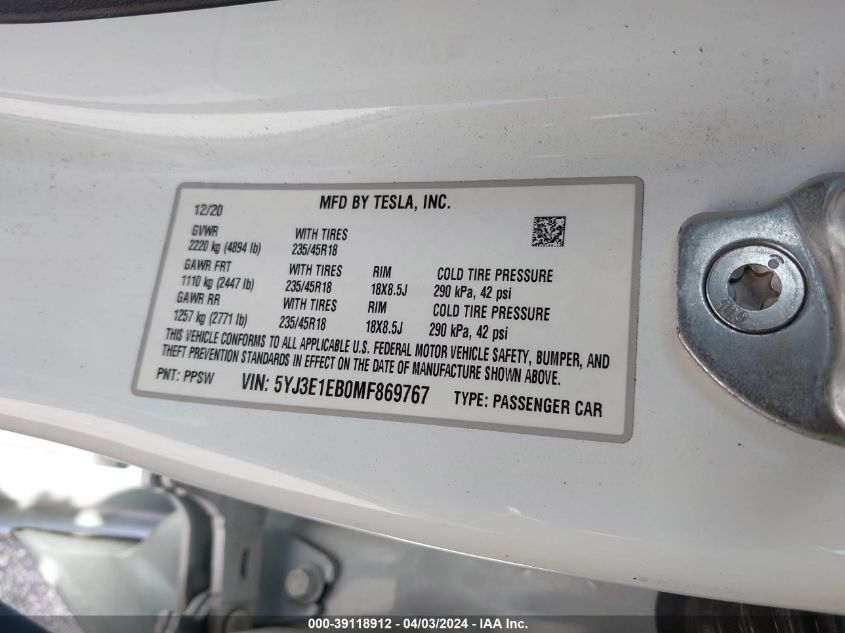 MFD BY TESLA, INC.
12/20
GVWR WITH TIRES
2220 kg (4894 lb) 235/45R18
GAWR FRT WITH TIRES RIM COLD TIRE PRESSURE
1110 kg (2447 lb) 235/45R18 18X8.5J 290 kPa, 42 psi
GAWR RR WITH TIRES RIM COLD TIRE PRESSURE
1257 kg (2771 lb) 235/45R18 18X8.5J 290 kPa, 42 psi
THIS VEHICLE CONFORMS TO ALL APPLICABLE U.S. FEDERAL MOTOR VEHICLE SAFETY, BUMPER, AND
THEFT PREVENTION STANDARDS IN EFFECT ON THE DATE OF MANUFACTURE SHOWN ABOVE.
PNT: PPSW VIN: 5YJ3E1EB0MF869767 TYPE: PASSENGER CAR
000-39118912 - 04/03/2024 - IAA Inc.